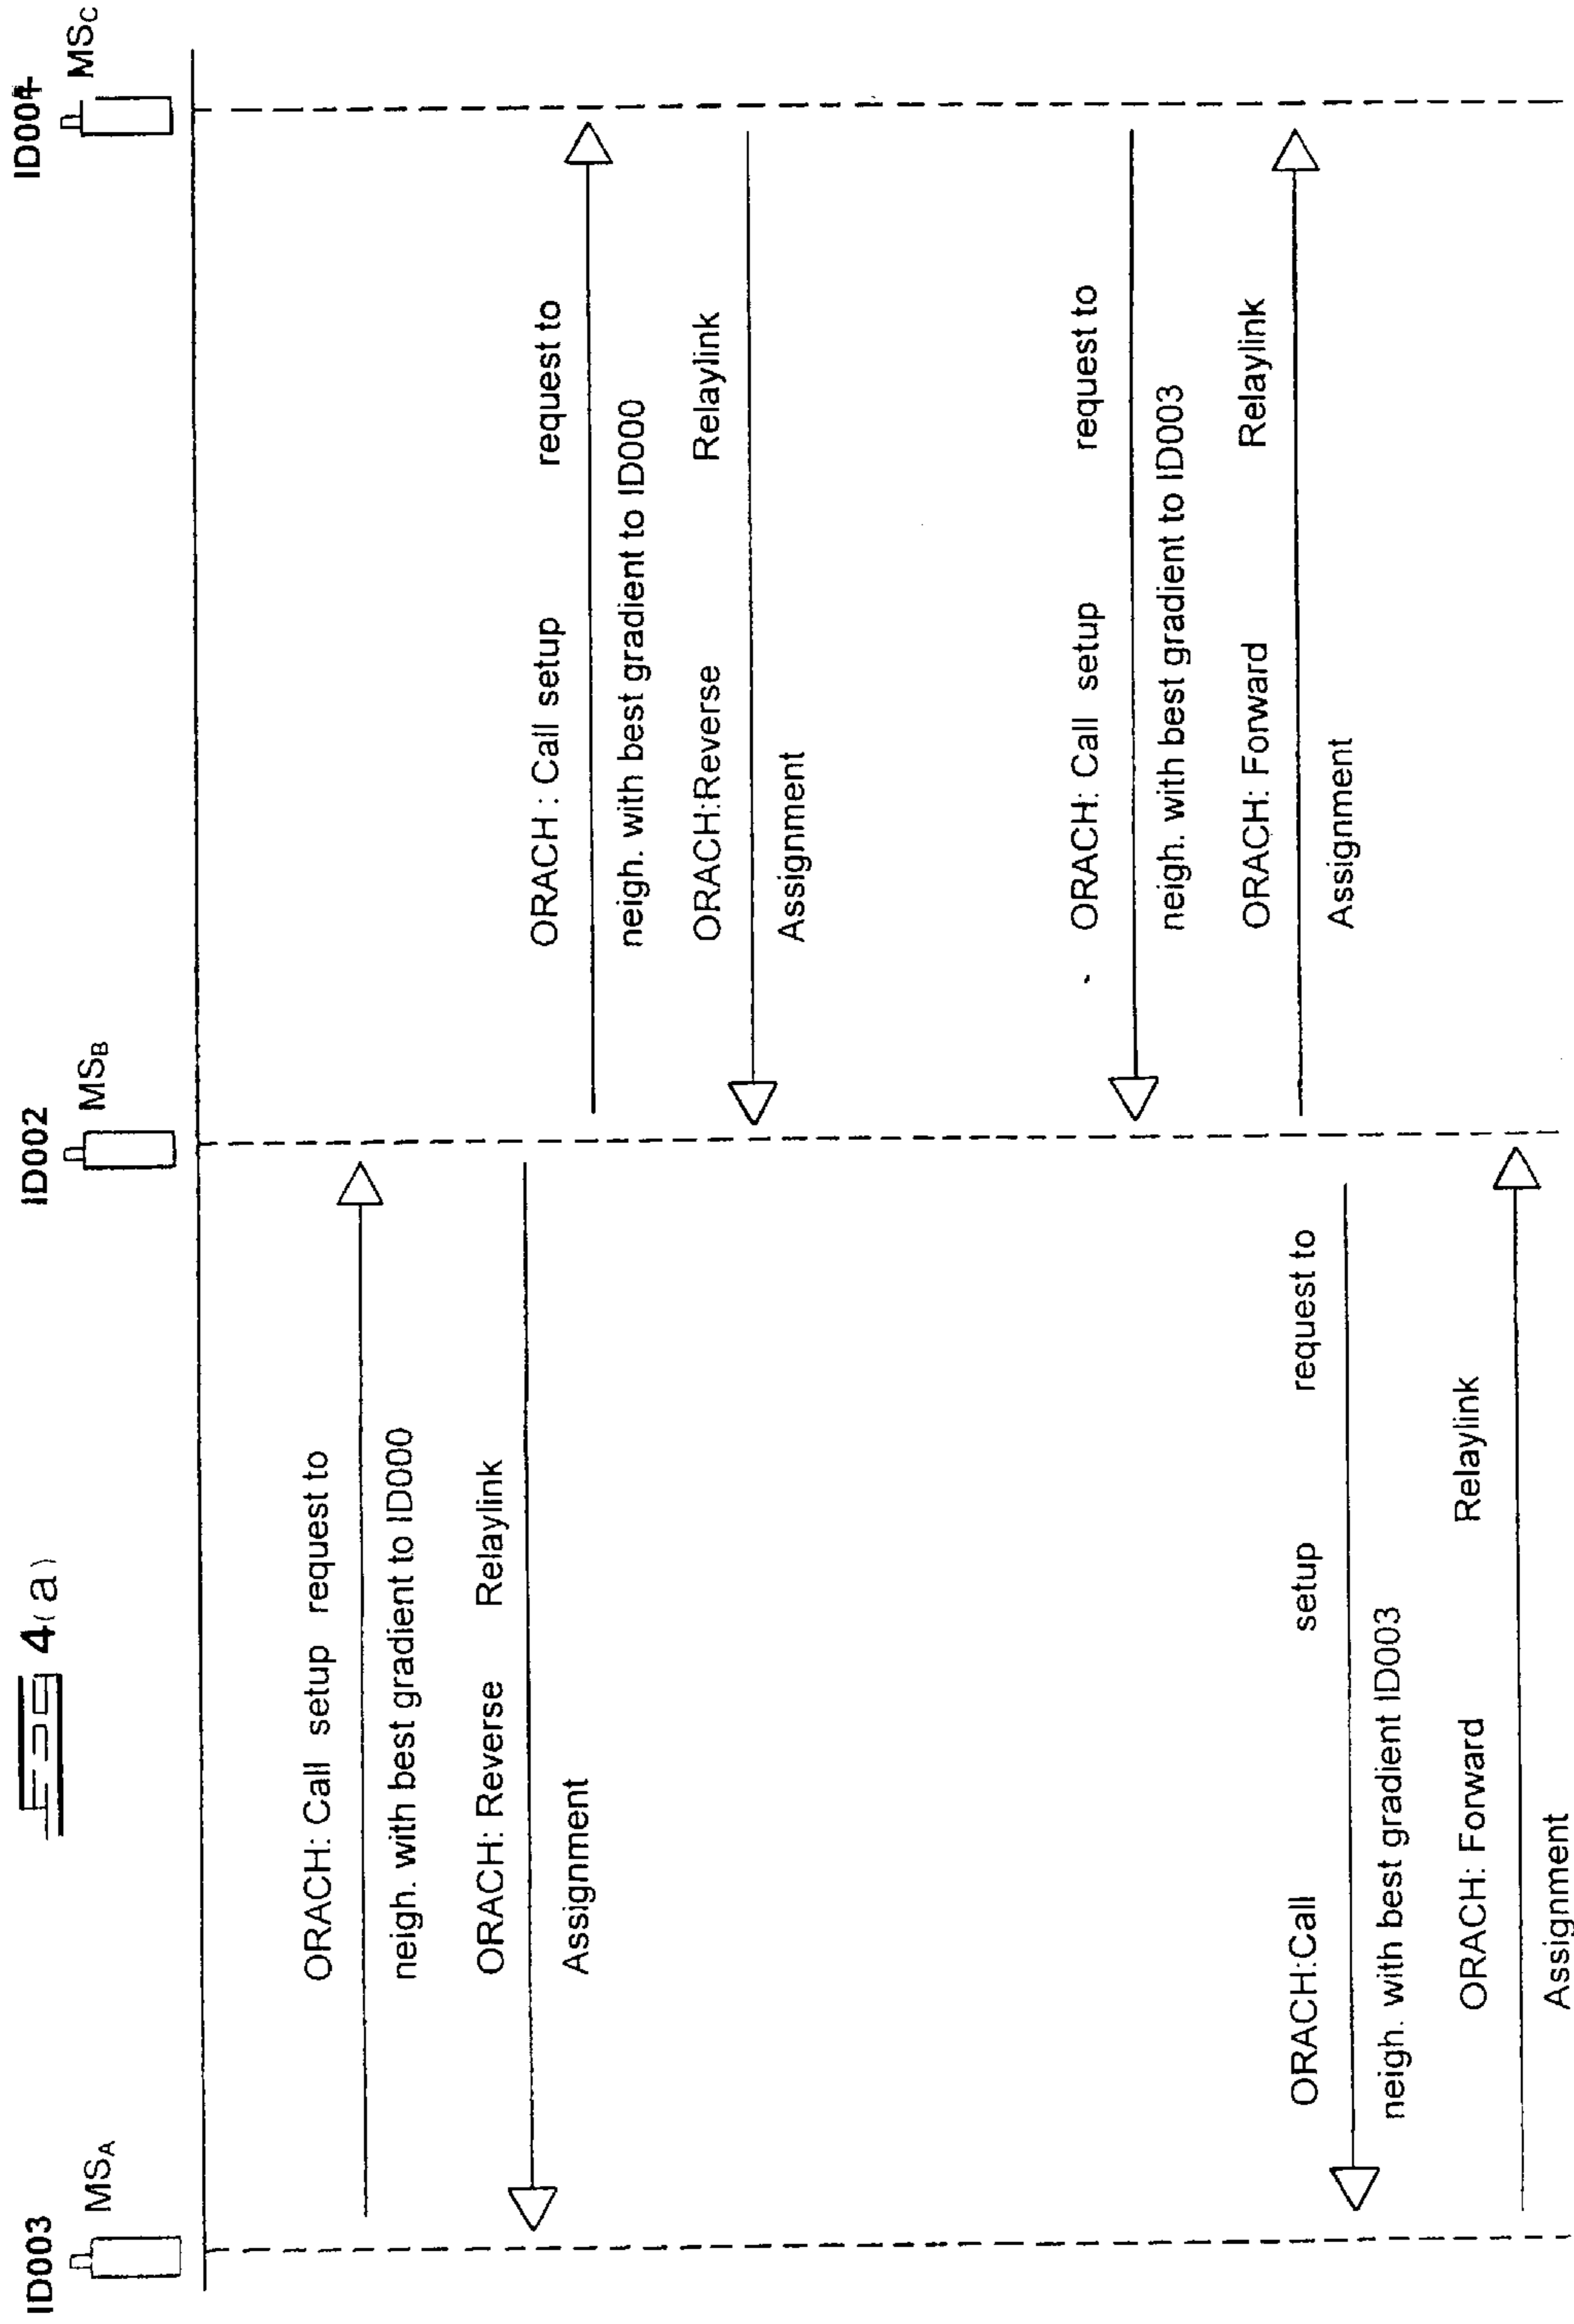 Fig 4(a)
ID003
MSA
ID002
MSB
MSC
ORACH: Call setup request to
neigh. with best gradient to ID000
ORACH: Reverse Relaylink
Assignment
ORACH : Call setup request to
neigh. with best gradient to ID000
ORACH:Reverse Relaylink
Assignment
ORACH: Call setup request to
neigh. with best gradient to ID003
ORACH: Forward Relaylink
Assignment
ORACH:Call setup request to
neigh. with best gradient ID003
ORACH: Forward Relaylink
Assignment